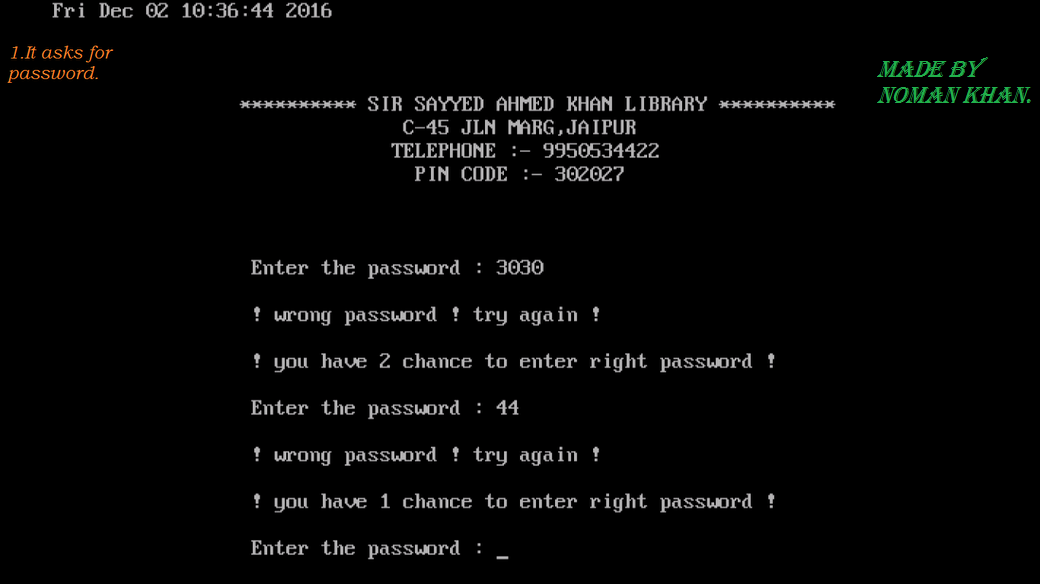 Fri Dec 02 10:36:44 2016
1.It asks for
password.
MADE BY
NOMAN KHAN.
********** SIR SAYYED AHMED KHAN LIBRARY **********
C-45 JLN MARG,JAIPUR
TELEPHONE :- 9950534422
PIN CODE :- 302027
Enter the password : 3030
! wrong password ! try again !
! you have 2 chance to enter right password !
Enter the password : 44
! wrong password ! try again !
! you have 1 chance to enter right password !
Enter the password : _